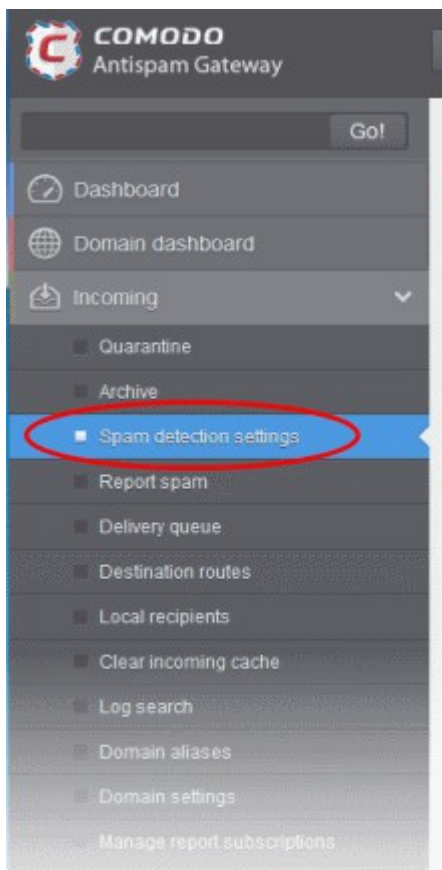 COMODO
Antispam Gateway
Go!
Dashboard
Domain dashboard
Incoming
Quarantine
Archive
Spam detection settings
Report spam
Delivery queue
Destination routes
Local recipients
Clear incoming cache
Log search
Domain aliases
Domain settings
Manage report subscriptions